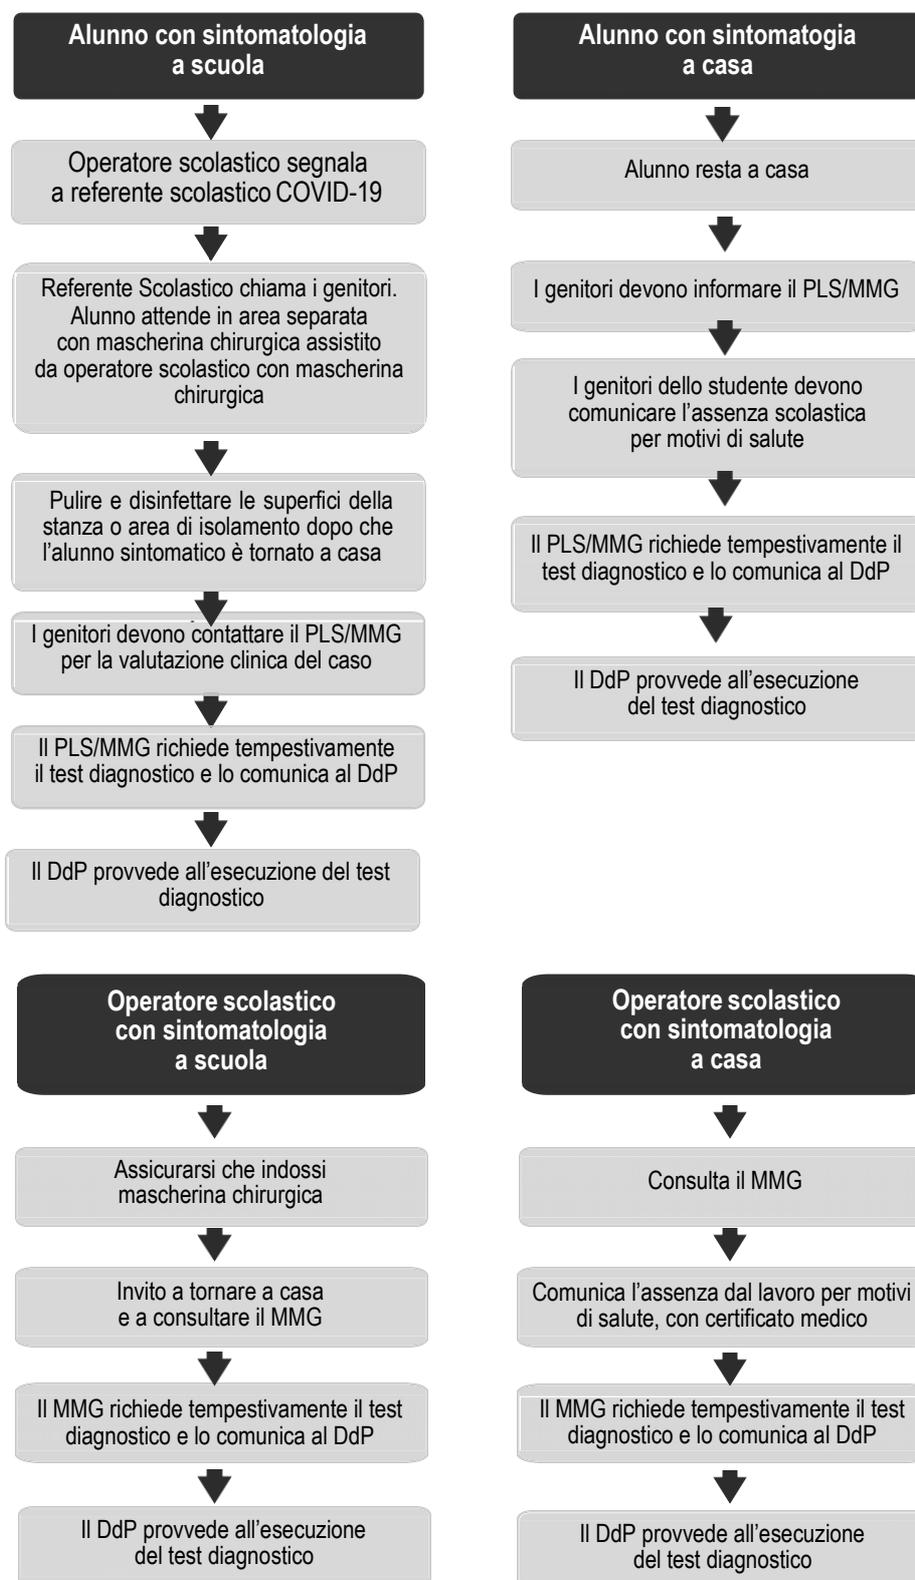 Alunno con sintomatologia
a scuola
Operatore scolastico segnala
a referente scolastico COVID-19
Referente Scolastico chiama i genitori.
Alunno attende in area separata
con mascherina chirurgica assistito
da operatore scolastico con mascherina
chirurgica
Pulire e disinfettare le superfici della
stanza o area di isolamento dopo che
l'alunno sintomatico è tornato a casa
I genitori devono contattare il PLS/MMG
per la valutazione clinica del caso
Il PLS/MMG richiede tempestivamente
il test diagnostico e lo comunica al DdP
Il DdP provvede all'esecuzione del test
diagnostico
Alunno con sintomatogia
a casa
Alunno resta a casa
I genitori devono informare il PLS/MMG
I genitori dello studente devono
comunicare l'assenza scolastica
per motivi di salute
Il PLS/MMG richiede tempestivamente il
test diagnostico e lo comunica al DdP
Il DdP provvede all'esecuzione
del test diagnostico
Operatore scolastico
con sintomatologia
a scuola
Assicurarsi che indossi
mascherina chirurgica
Invito a tornare a casa
e a consultare il MMG
Il MMG richiede tempestivamente il test
diagnostico e lo comunica al DdP
Il DdP provvede all'esecuzione
del test diagnostico
Operatore scolastico
con sintomatologia
a casa
Consulta il MMG
Comunica l'assenza dal lavoro per motivi
di salute, con certificato medico
Il MMG richiede tempestivamente il test
diagnostico e lo comunica al DdP
Il DdP provvede all'esecuzione
del test diagnostico